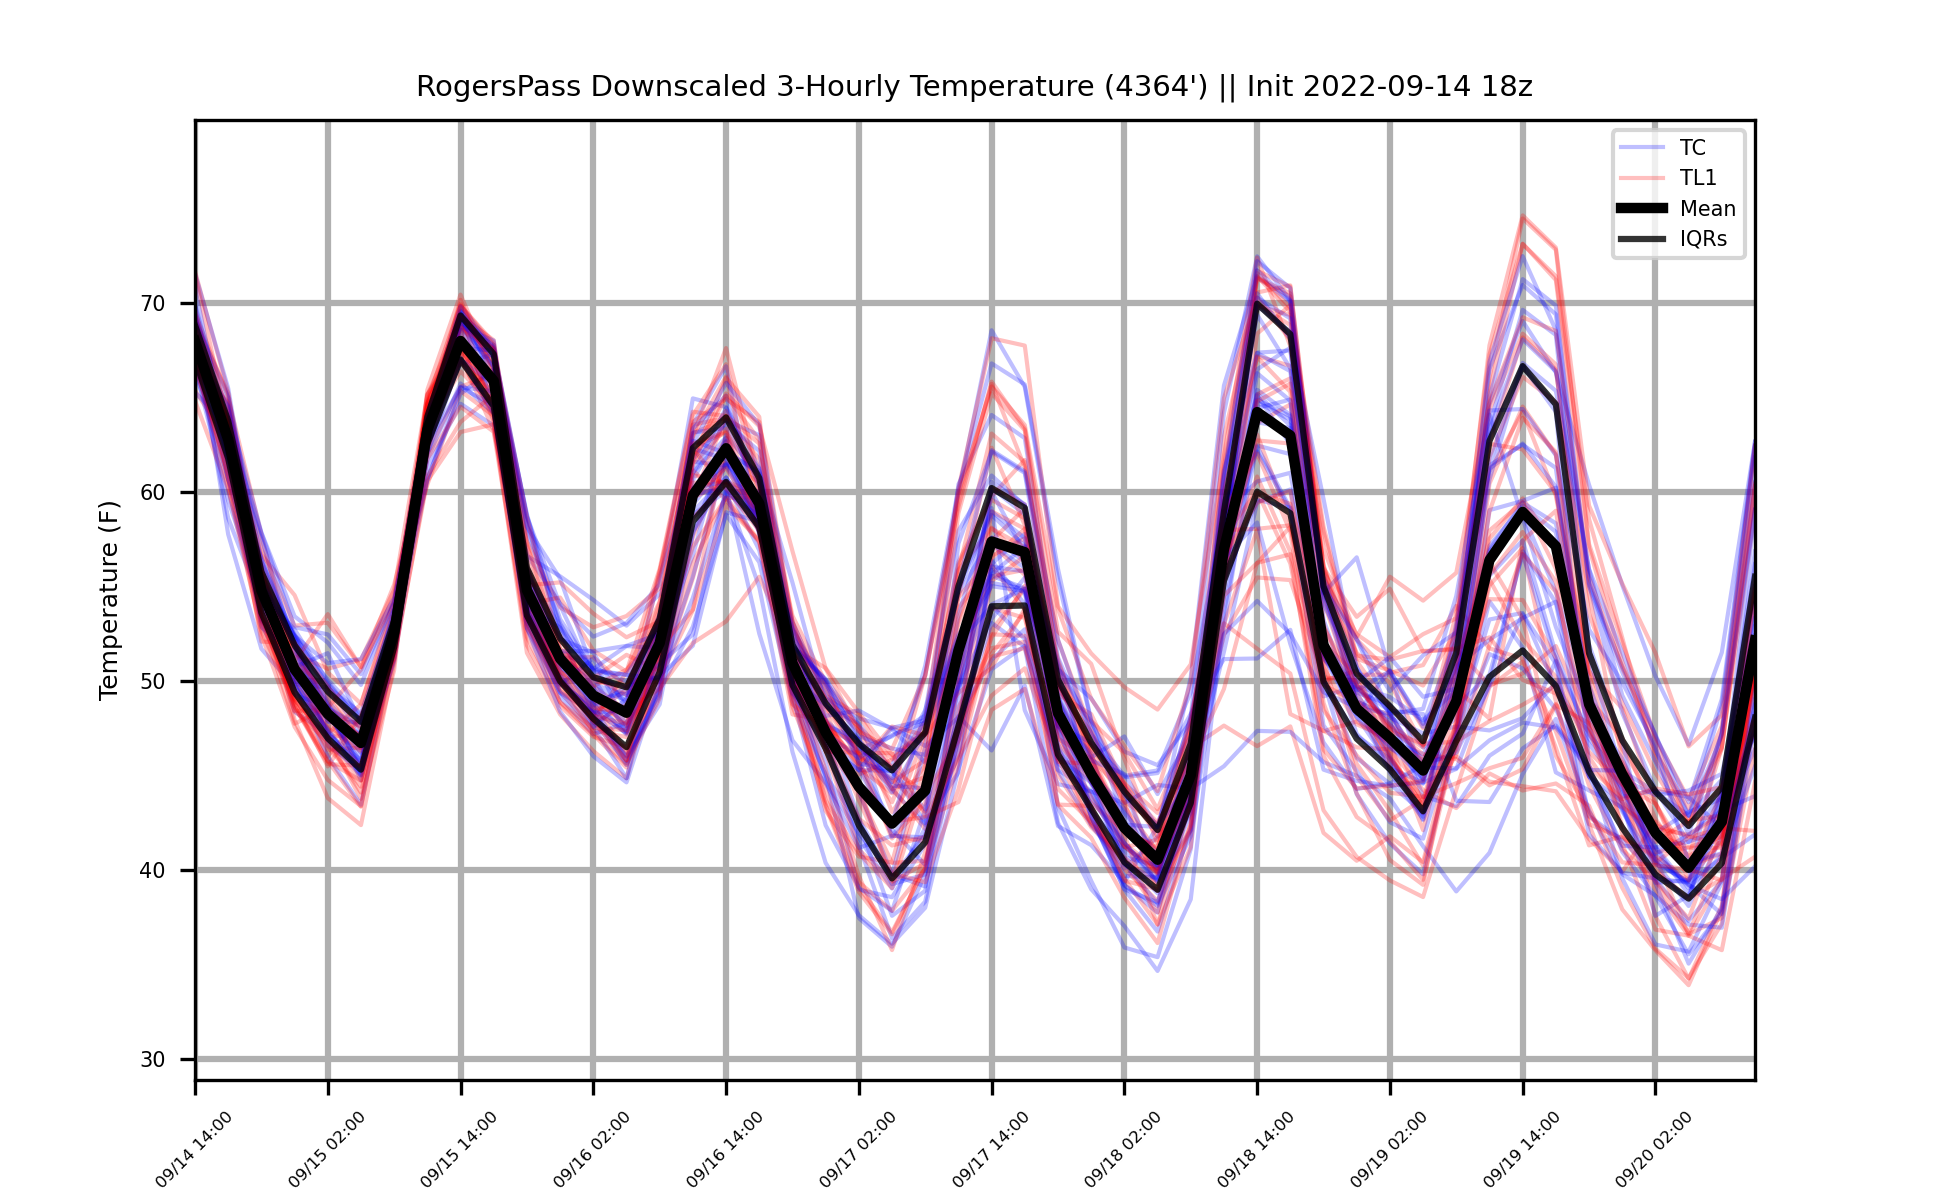 RogersPass Downscaled 3-Hourly Temperature (4364') || Init 2022-09-14 18z
TC
TL1
Mean
IQRs
Temperature (F)
70
60
50
40
30
09/14 14:00
09/15 02:00
09/15 14:00
09/16 02:00
09/16 14:00
09/17 02:00
09/17 14:00
09/18 02:00
09/18 14:00
09/19 02:00
09/19 14:00
09/20 02:00